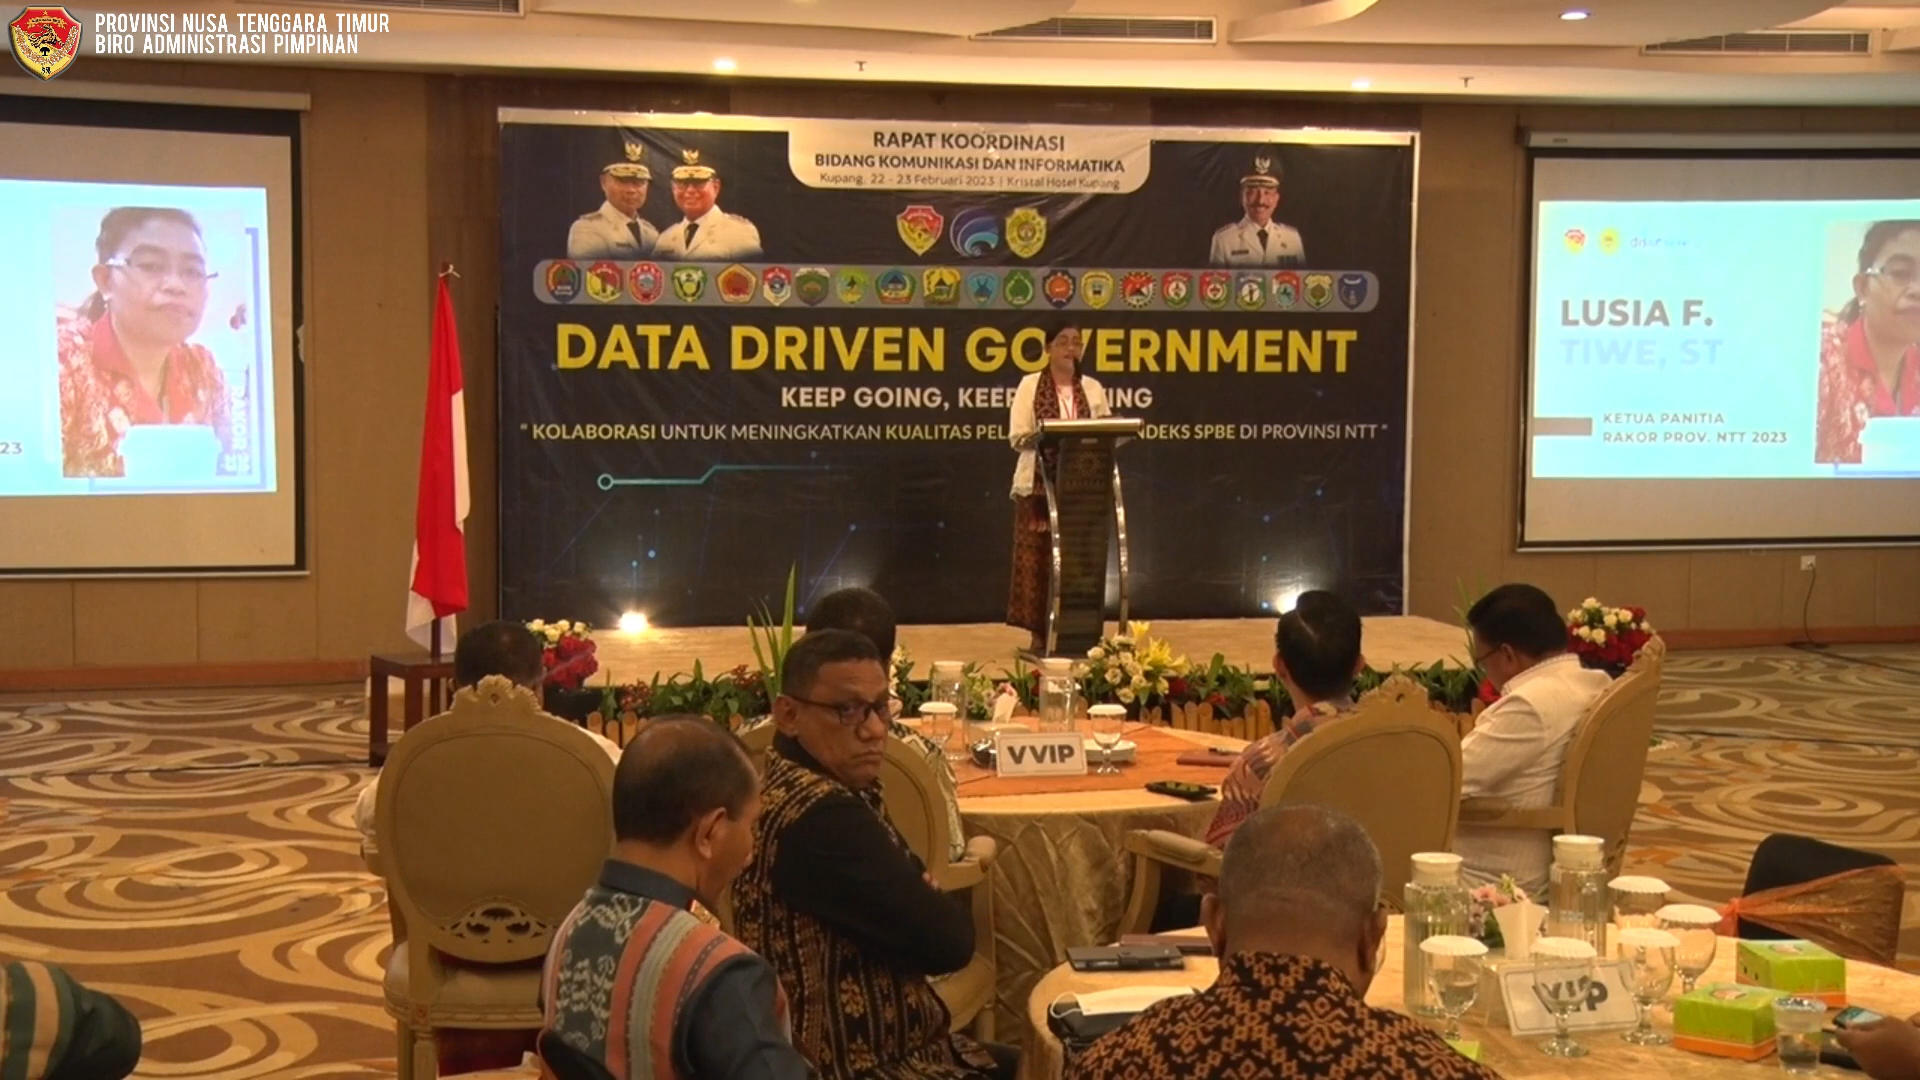 PROVINSI NUSA TENGGARA TIMUR
BIRO ADMINISTRASI PIMPINAN
RAPAT KOORDINASI
BIDANG KOMUNIKASI DAN INFORMATIKA
Kupang, 22 - 23 Februari 2023 | Kristal Hotel Kupang
DATA DRIVEN GOVERNMENT
KEEP GOING, KEEP
" KOLABORASI UNTUK MENINGKATKAN KUALITAS INDEKS SPBE DI PROVINSI NTT "
LUSIA F.
TIWE, ST
KETUA PANITIA
RAKOR PROV. NTT 2023
23
VVIP
VIP